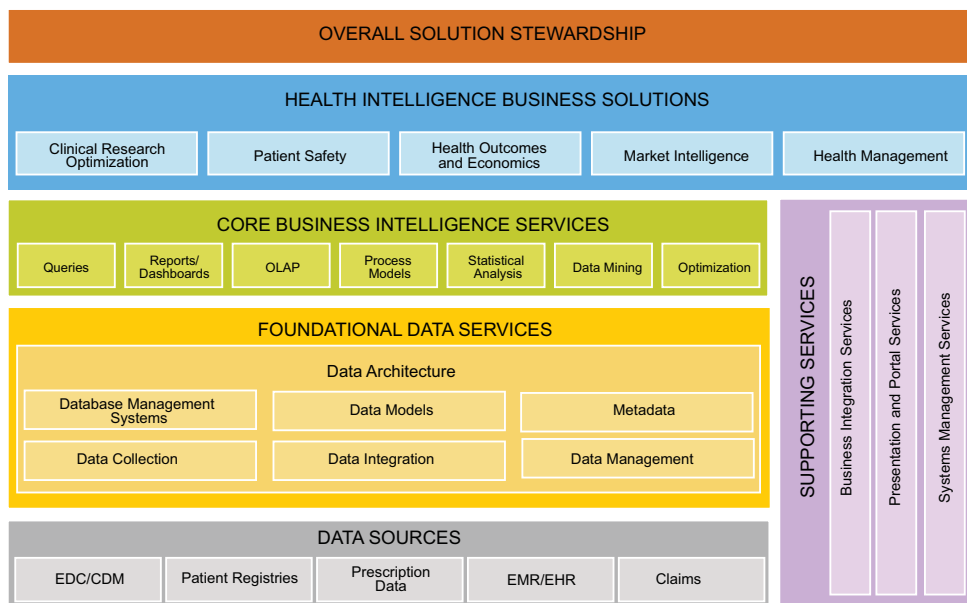 OVERALL SOLUTION STEWARDSHIP
HEALTH INTELLIGENCE BUSINESS SOLUTIONS
Clinical Research
Optimization
Patient Safety
Health Outcomes
and Economics
Market Intelligence
Health Management
CORE BUSINESS INTELLIGENCE SERVICES
Queries
Reports/
Dashboards
OLAP
Process
Models
Statistical
Analysis
Data Mining
Optimization
FOUNDATIONAL DATA SERVICES
Data Architecture
Database Management
Systems
Data Models
Metadata
Data Collection
Data Integration
Data Management
DATA SOURCES
EDC/CDM
Patient Registries
Prescription
Data
EMR/EHR
Claims
SUPPORTING SERVICES
Business Integration Services
Presentation and Portal Services
Systems Management Services